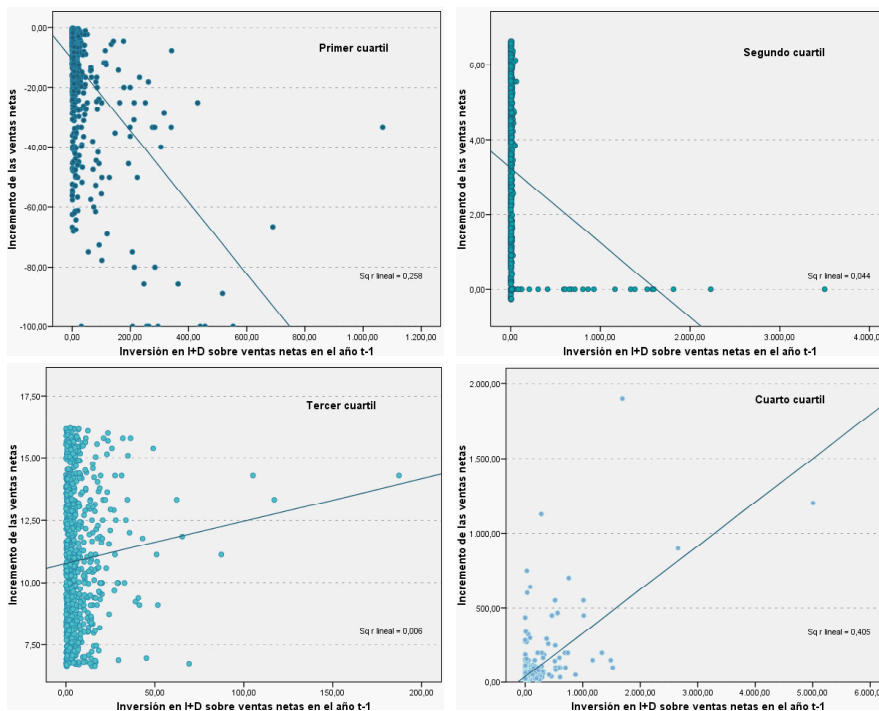 Primer cuartil
Incremento de las ventas netas
0,00
-20,00
-40,00
-60,00
-80,00
-100,00
Sq r lineal = 0,258
0,00 200,00 400,00 600,00 800,00 1.000,00 1.200,00
Inversión en I+D sobre ventas netas en el año t-1
Segundo cuartil
Incremento de las ventas netas
6,00
4,00
2,00
0,00
Sq r lineal = 0,044
0,00 1.000,00 2.000,00 3.000,00 4.000,
Inversión en I+D sobre ventas netas en el año t-1
Tercer cuartil
Incremento de las ventas netas
17,50
15,00
12,50
10,00
7,50
Sq r lineal = 0,006
0,00 50,00 100,00 150,00 200,00
Inversión en I+D sobre ventas netas en el año t-1
Cuarto cuartil
Incremento de las ventas netas
2.000,00
1.500,00
1.000,00
500,00
0,00
Sq r lineal = 0,405
0,00 1.000,00 2.000,00 3.000,00 4.000,00 5.000,00 6.000,0
Inversión en I+D sobre ventas netas en el año t-1